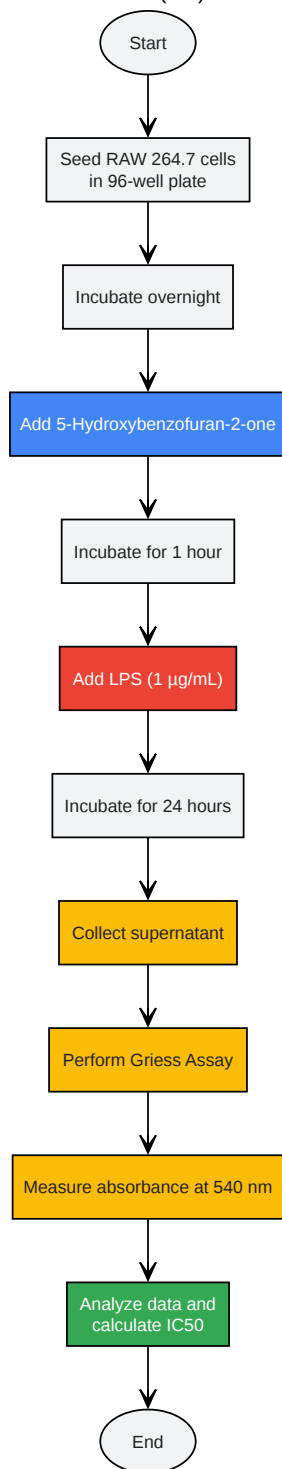 Start
Seed RAW 264.7 cells
in 96-well plate
Incubate overnight
Add 5-Hydroxybenzofuran-2-one
Incubate for 1 hour
Add LPS (1 µg/mL)
Incubate for 24 hours
Collect supernatant
Perform Griess Assay
Measure absorbance at 540 nm
Analyze data and
calculate IC50
End